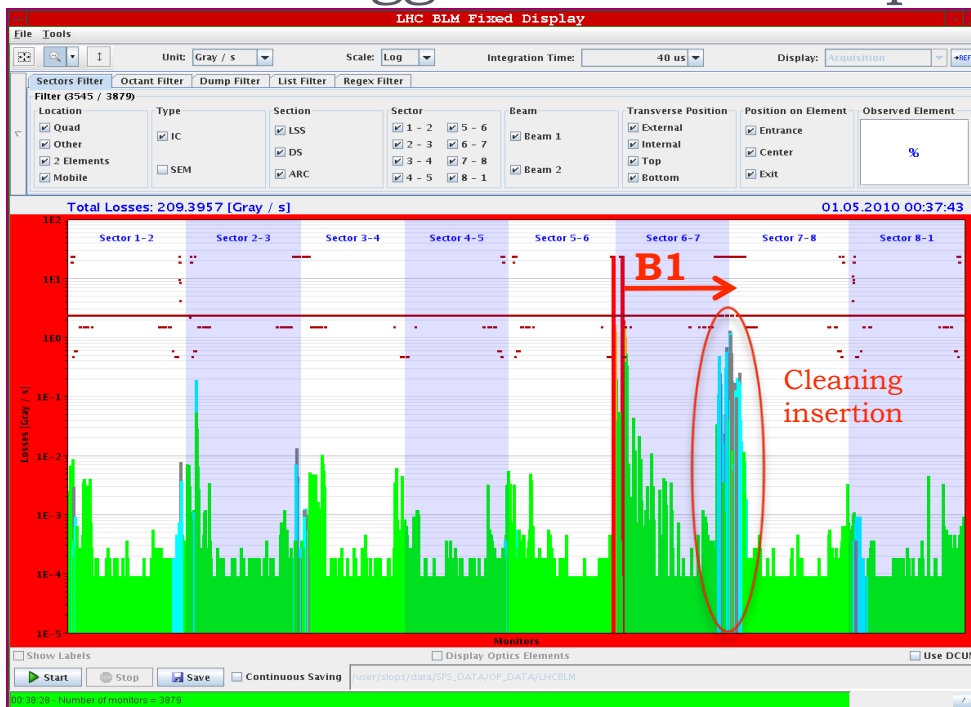 LHC BLM Fixed Display
File Tools
Unit: Gray / s Scale: Log Integration Time: 40 us Display: Acquisition →REF
Sectors Filter Octant Filter Dump Filter List Filter Regex Filter
Filter (3545 / 3879)
Location Type Section Sector Beam Transverse Position Position on Element Observed Element
Quad IC LSS 1 - 2 5 - 6 Beam 1 External Entrance %
Other DS 2 - 3 6 - 7 Internal Center
2 Elements SEM 3 - 4 7 - 8 Beam 2 Top Exit
Mobile ARC 4 - 5 8 - 1 Bottom
Total Losses: 209.3957 [Gray / s] 01.05.2010 00:37:43
1E2
Sector 1-2 Sector 2-3 Sector 3-4 Sector 4-5 Sector 5-6 Sector 6-7 Sector 7-8 Sector 8-1
B1
1E1
1E0
Cleaning
insertion
1E-1
Losses [Gray / s]
1E-2
1E-3
1E-4
1E-5
Monitors
Show Labels Display Optics Elements Use DCUM
Start Stop Save Continuous Saving /user/slops/data/SPS_DATA/OP_DATA/LHCBLM
00:38:28 - Number of monitors = 3879